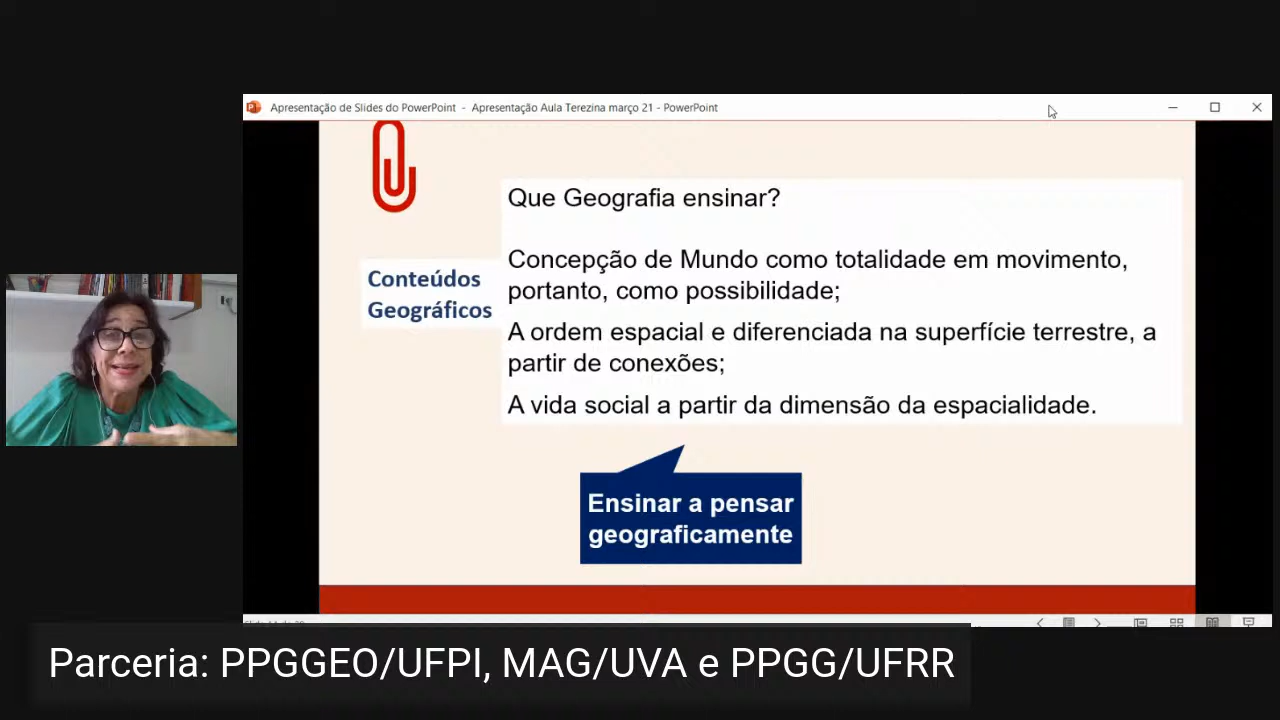 Apresentação de Slides do PowerPoint - Apresentação Aula Terezina março 21 - PowerPoint
Que Geografia ensinar?
Concepção de Mundo como totalidade em movimento,
portanto, como possibilidade;
A ordem espacial e diferenciada na superfície terrestre, a
partir de conexões;
A vida social a partir da dimensão da espacialidade.
Conteúdos
Geográficos
Ensinar a pensar
geograficamente
Parceria: PPGGEO/UFPI, MAG/UVA e PPGG/UFRR